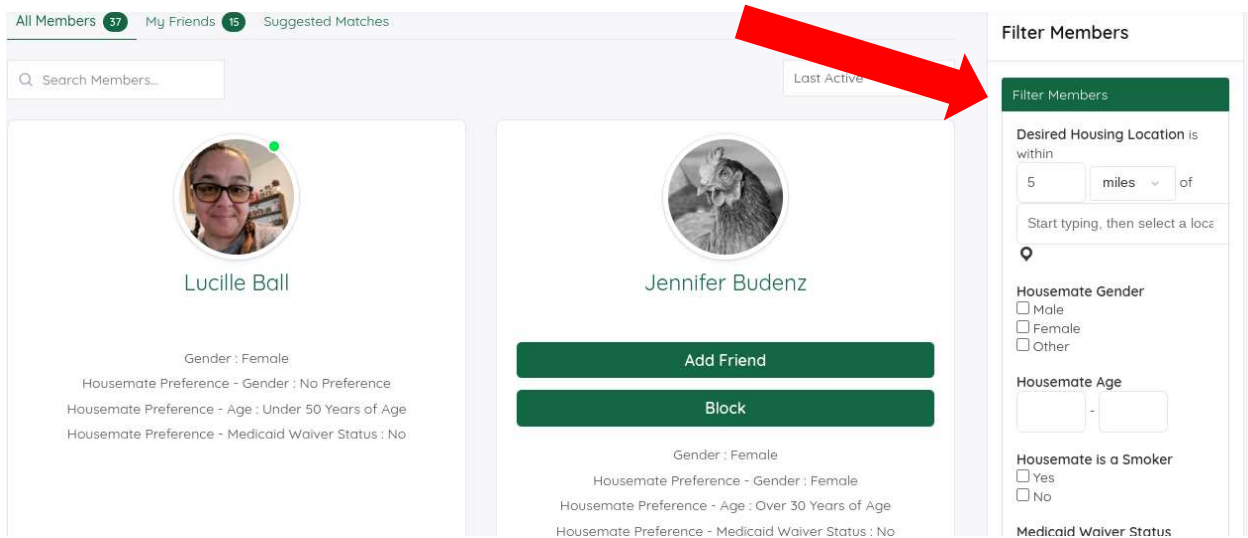 All Members 37 My Friends 15 Suggested Matches
Search Members...
Last Active
Lucille Ball
Gender : Female
Housemate Preference - Gender : No Preference
Housemate Preference - Age : Under 50 Years of Age
Housemate Preference - Medicaid Waiver Status : No
Jennifer Budenz
Add Friend
Block
Gender : Female
Housemate Preference - Gender : Female
Housemate Preference - Age : Over 30 Years of Age
Housemate Preference - Medicaid Waiver Status : No
Filter Members
Filter Members
Desired Housing Location is
within
5 miles of
Start typing, then select a loca
Housemate Gender
Male
Female
Other
Housemate Age
-
Housemate is a Smoker
Yes
No
Medicaid Waiver Status